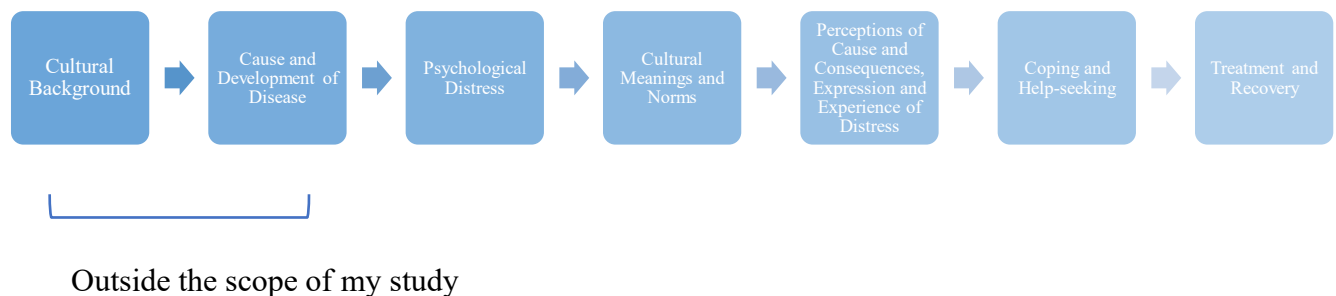 Cultural
Background
Cause and
Development of
Disease
Psychological
Distress
Cultural
Meanings and
Norms
Perceptions of
Cause and
Consequences,
Expression and
Experience of
Distress
Coping and
Help-seeking
Treatment and
Recovery
Outside the scope of my study